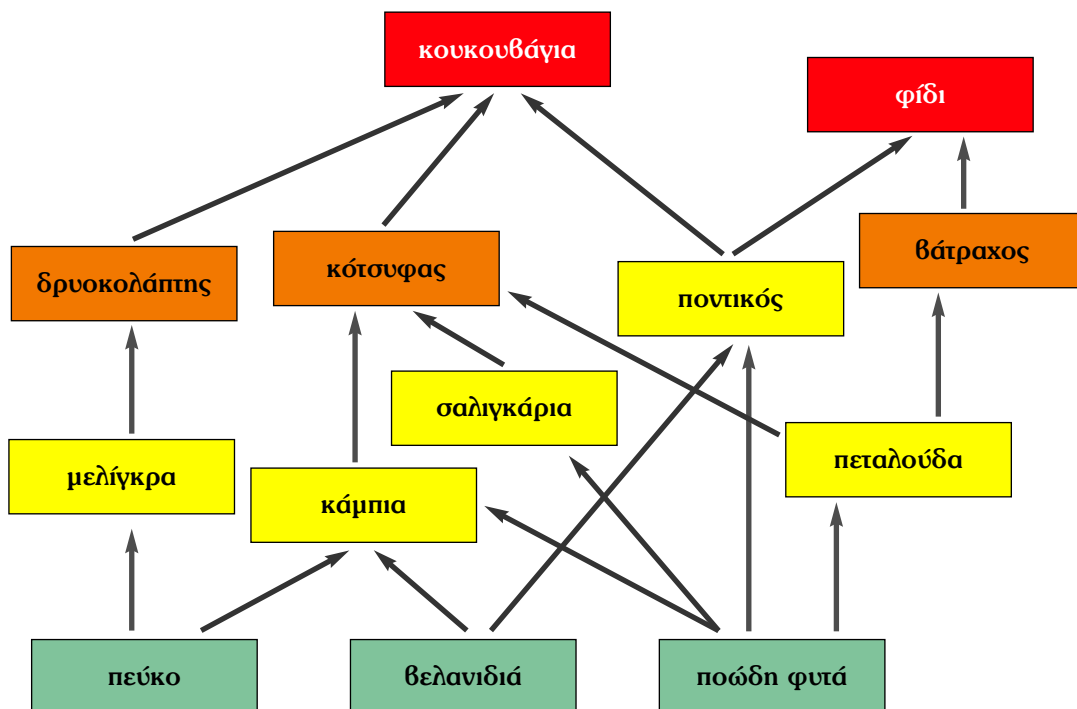 κουκουβάγια
φίδι
δρυοκολάπτης
κότσυφας
ποντικός
βάτραχος
μελίγκρα
κάμπια
σαλιγκάρια
πεταλούδα
πεύκο
βελανιδιά
ποώδη φυτά